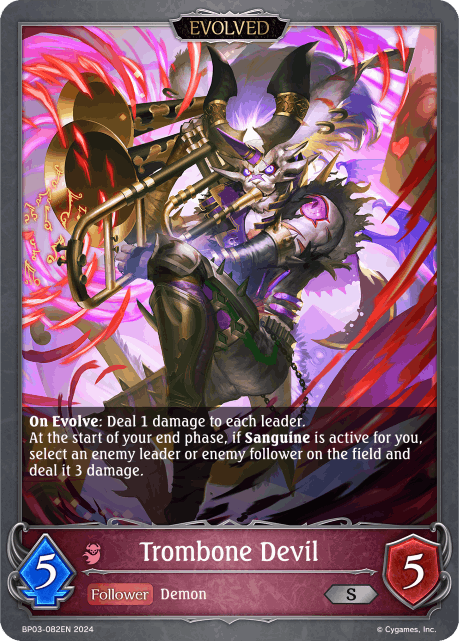 EVOLVED
On Evolve: Deal 1 damage to each leader.
At the start of your end phase, if Sanguine is active for you,
select an enemy leader or enemy follower on the field and
deal it 3 damage.
Trombone Devil
5
Follower Demon
S
5
BP03-082EN 2024
© Cygames, Inc.